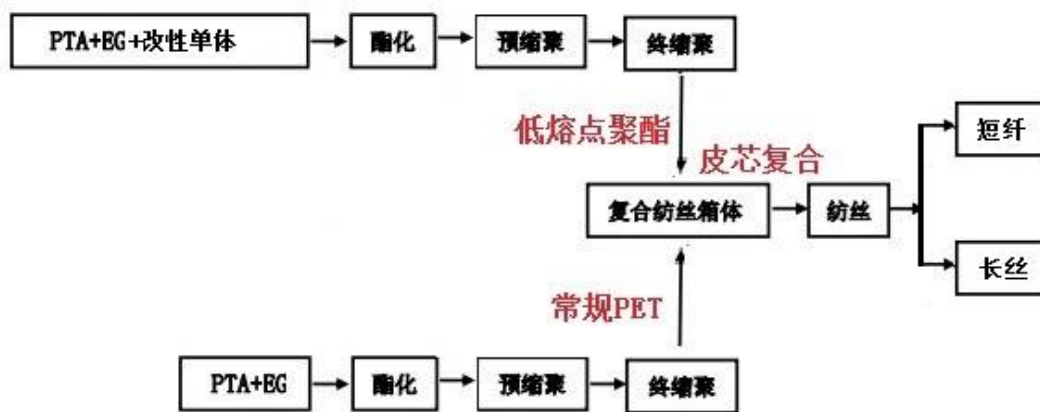 PTA+EG+改性单体
酯化
预缩聚
终缩聚
低熔点聚酯
皮芯复合
短纤
复合纺丝箱体
纺丝
长丝
常规PET
PTA+EG
酯化
预缩聚
终缩聚